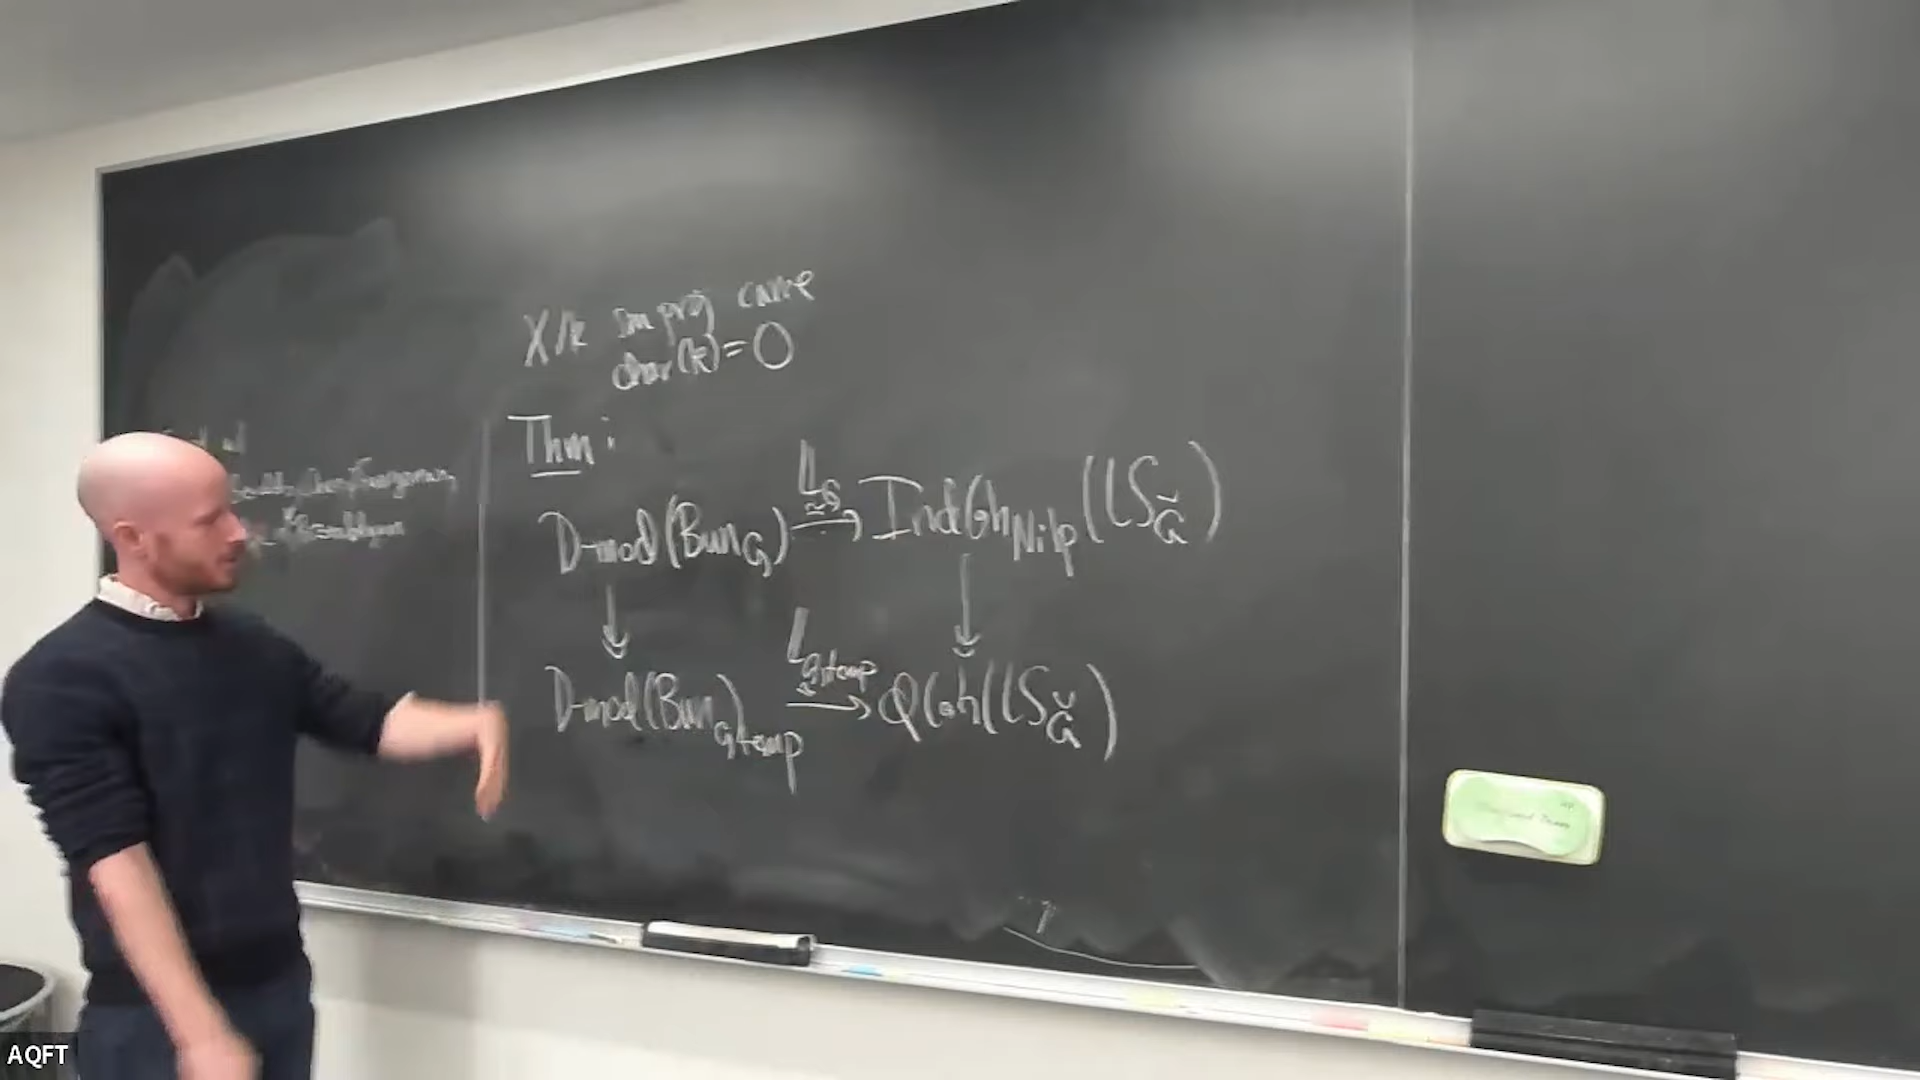 X/k sm proj curve
char(k)=0
Thm:
D-mod(Bun_G) →^{L_G}_≃ IndCoh_Nilp(LS_Ǧ)
↓ ↓
D-mod(Bun_G)_temp →^{L_G,temp}_≃ QCoh(LS_Ǧ)
AQFT